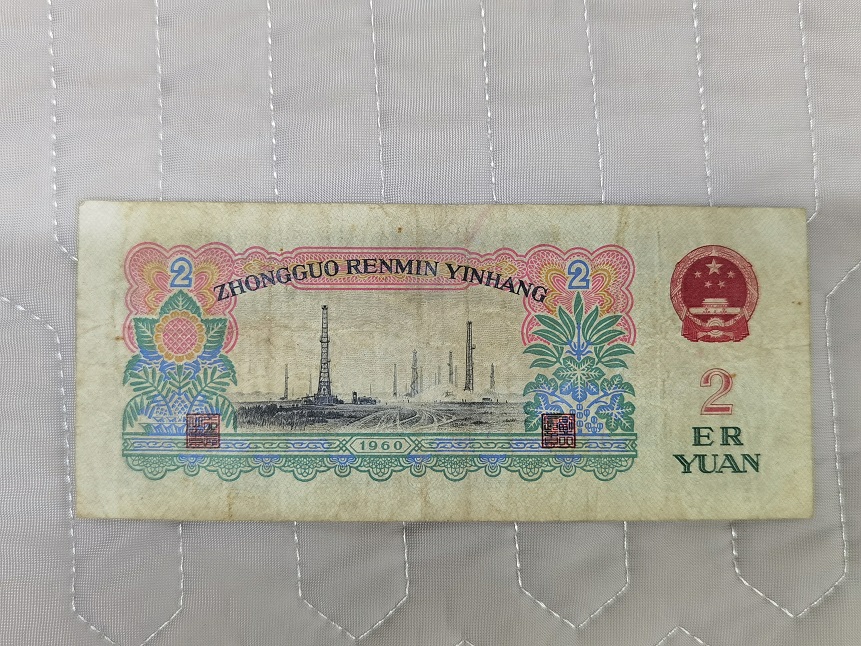 2
ZHONGGUO RENMIN YINHANG
2
1960
2
ER
YUAN